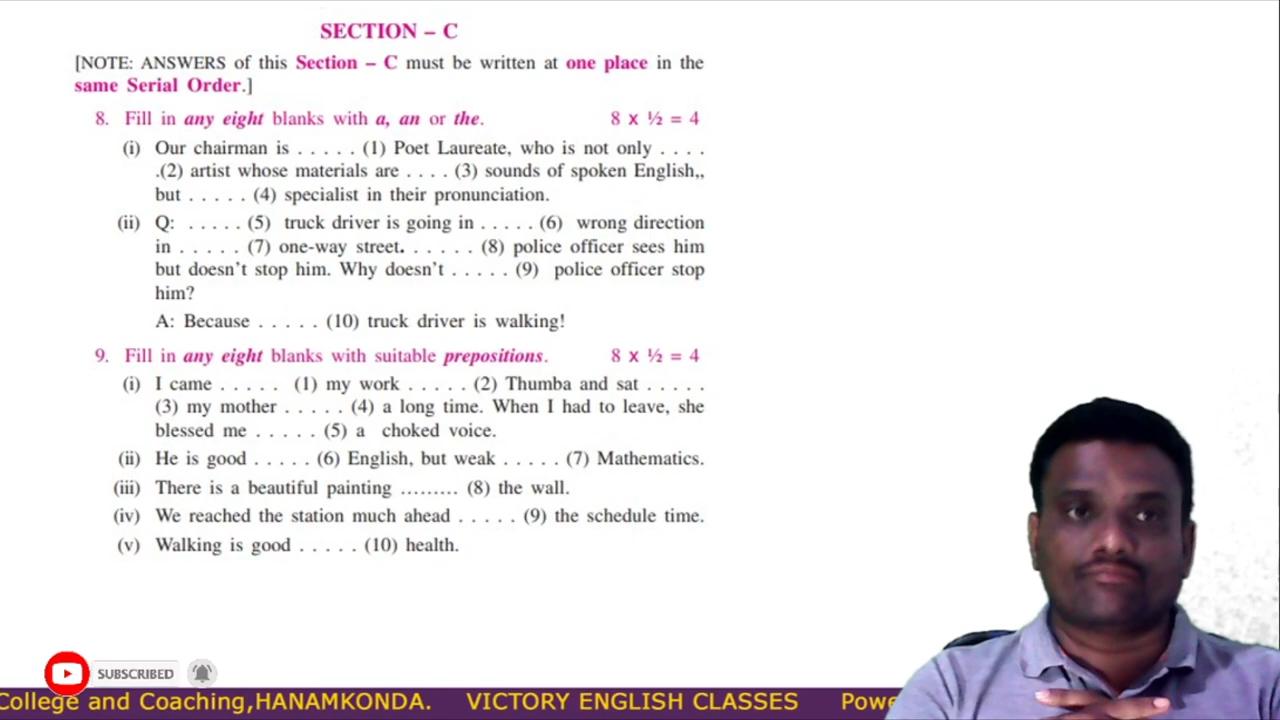 SECTION – C
[NOTE: ANSWERS of this Section – C must be written at one place in the
same Serial Order.]
8. Fill in any eight blanks with a, an or the. 8 x ½ = 4
(i) Our chairman is . . . . . (1) Poet Laureate, who is not only . . . .
.(2) artist whose materials are . . . . (3) sounds of spoken English,,
but . . . . . (4) specialist in their pronunciation.
(ii) Q: . . . . . (5) truck driver is going in . . . . . (6) wrong direction
in . . . . . (7) one-way street. . . . . . (8) police officer sees him
but doesn't stop him. Why doesn't . . . . . (9) police officer stop
him?
A: Because . . . . . (10) truck driver is walking!
9. Fill in any eight blanks with suitable prepositions. 8 x ½ = 4
(i) I came . . . . . (1) my work . . . . . (2) Thumba and sat . . . . .
(3) my mother . . . . . (4) a long time. When I had to leave, she
blessed me . . . . . (5) a choked voice.
(ii) He is good . . . . . (6) English, but weak . . . . . (7) Mathematics.
(iii) There is a beautiful painting ......... (8) the wall.
(iv) We reached the station much ahead . . . . . (9) the schedule time.
(v) Walking is good . . . . . (10) health.
SUBSCRIBED
College and Coaching,HANAMKONDA. VICTORY ENGLISH CLASSES Powe